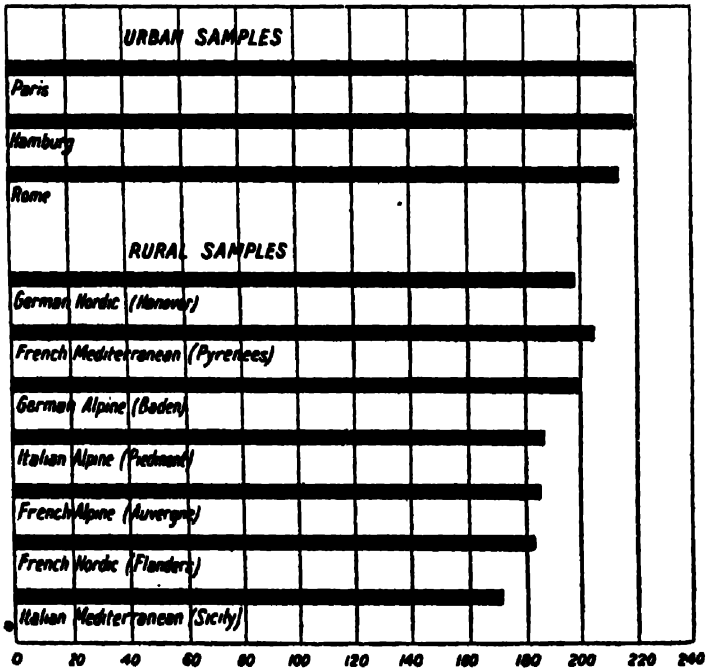 URBAN SAMPLES
Paris
Hamburg
Rome
RURAL SAMPLES
German Nordic (Hanover)
French Mediterranean (Pyrenees)
German Alpine (Baden)
Italian Alpine (Piedmont)
French Alpine (Auvergne)
French Nordic (Flanders)
Italian Mediterranean (Sicily)
0 20 40 60 80 100 120 140 160 180 200 220 240